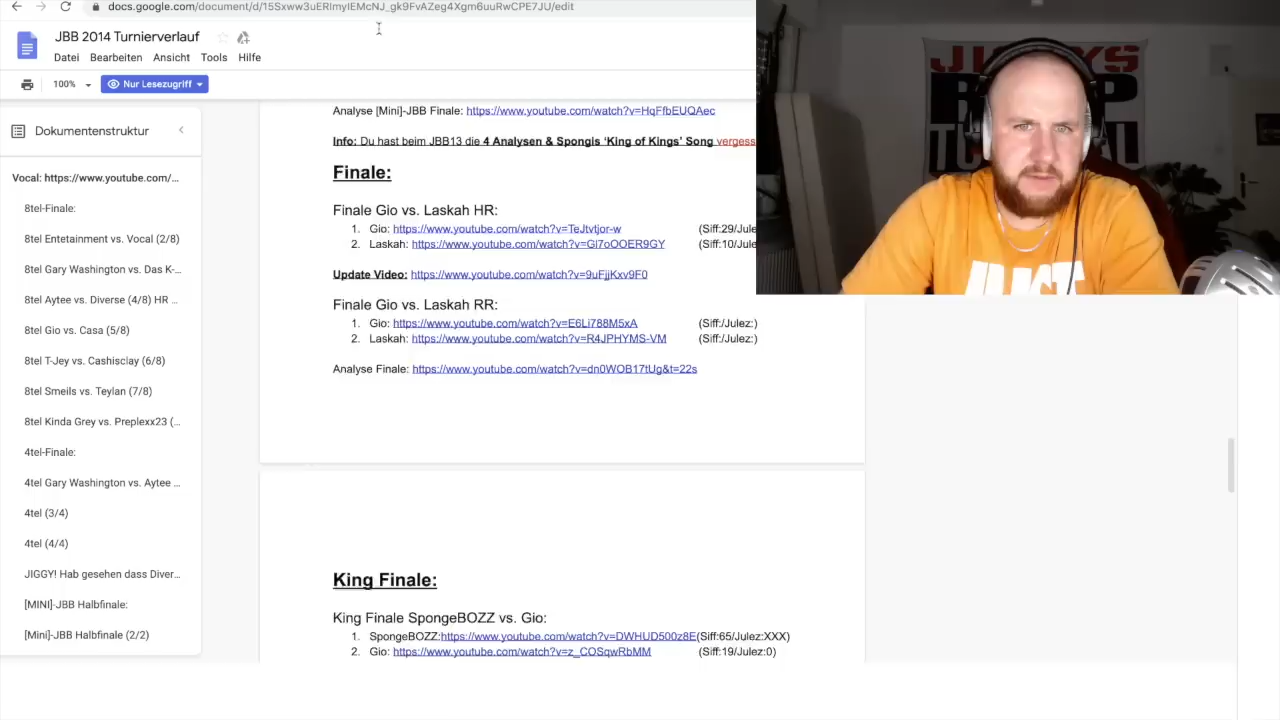 docs.google.com/document/d/15Sxww3uERlmyIEMcNJ_gk9FvAZeg4Xgm6uuRwCPE7JU/edit
JBB 2014 Turnierverlauf
Datei Bearbeiten Ansicht Tools Hilfe
100% Nur Lesezugriff
Dokumentenstruktur
Vocal: https://www.youtube.com/...
8tel-Finale:
8tel Entetainment vs. Vocal (2/8)
8tel Gary Washington vs. Das K-...
8tel Aytee vs. Diverse (4/8) HR ...
8tel Gio vs. Casa (5/8)
8tel T-Jey vs. Cashisclay (6/8)
8tel Smeils vs. Teylan (7/8)
8tel Kinda Grey vs. Preplexx23 (...
4tel-Finale:
4tel Gary Washington vs. Aytee ...
4tel (3/4)
4tel (4/4)
JIGGY! Hab gesehen dass Diver...
[MINI]-JBB Halbfinale:
[Mini]-JBB Halbfinale (2/2)
Analyse [Mini]-JBB Finale: https://www.youtube.com/watch?v=HqFfbEUQAec
Info: Du hast beim JBB13 die 4 Analysen & Spongis ‘King of Kings’ Song vergess
Finale:
Finale Gio vs. Laskah HR:
1. Gio: https://www.youtube.com/watch?v=TeJtvtjor-w (Siff:29/Jule
2. Laskah: https://www.youtube.com/watch?v=Gi7oOOER9GY (Siff:10/Jule
Update Video: https://www.youtube.com/watch?v=9uFjjKxv9F0
Finale Gio vs. Laskah RR:
1. Gio: https://www.youtube.com/watch?v=E6Li788M5xA (Siff:/Julez:)
2. Laskah: https://www.youtube.com/watch?v=R4JPHYMS-VM (Siff:/Julez:)
Analyse Finale: https://www.youtube.com/watch?v=dn0WOB17tUg&t=22s
King Finale:
King Finale SpongeBOZZ vs. Gio:
1. SpongeBOZZ:https://www.youtube.com/watch?v=DWHUD500z8E(Siff:65/Julez:XXX)
2. Gio: https://www.youtube.com/watch?v=z_COSqwRbMM (Siff:19/Julez:0)
JUST